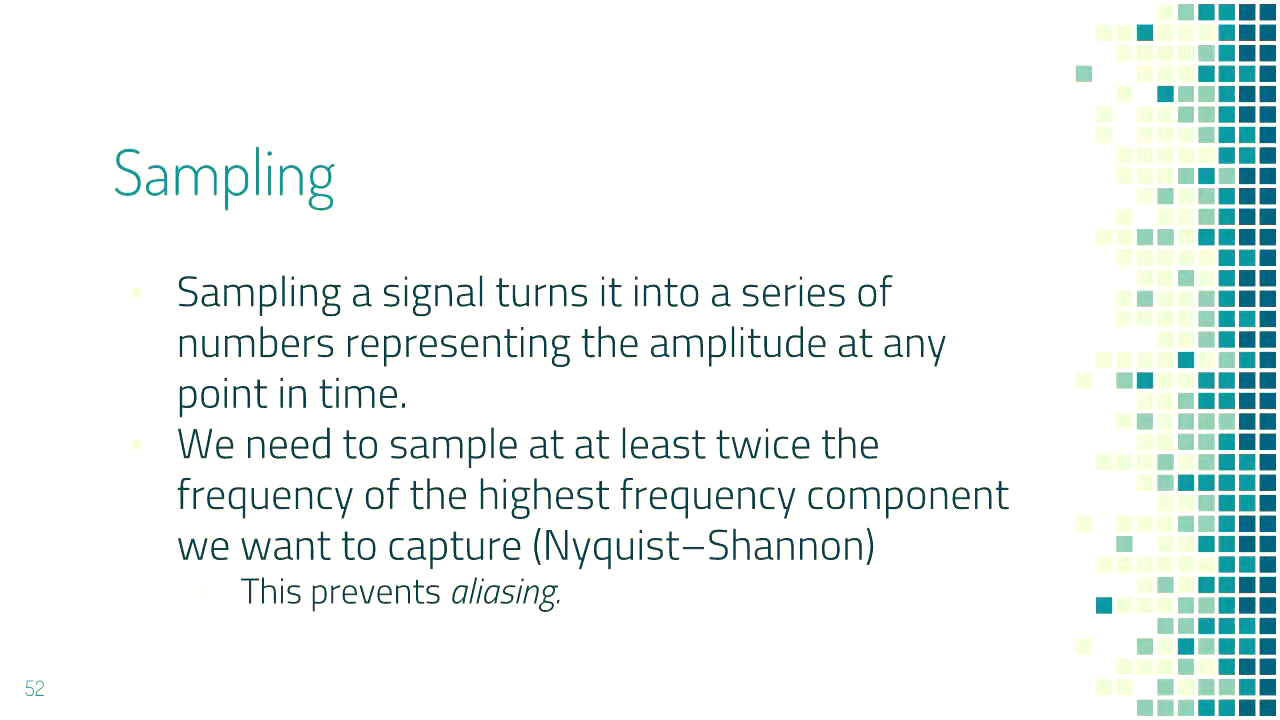 Sampling
Sampling a signal turns it into a series of
numbers representing the amplitude at any
point in time.
We need to sample at at least twice the
frequency of the highest frequency component
we want to capture (Nyquist–Shannon)
This prevents aliasing.
52